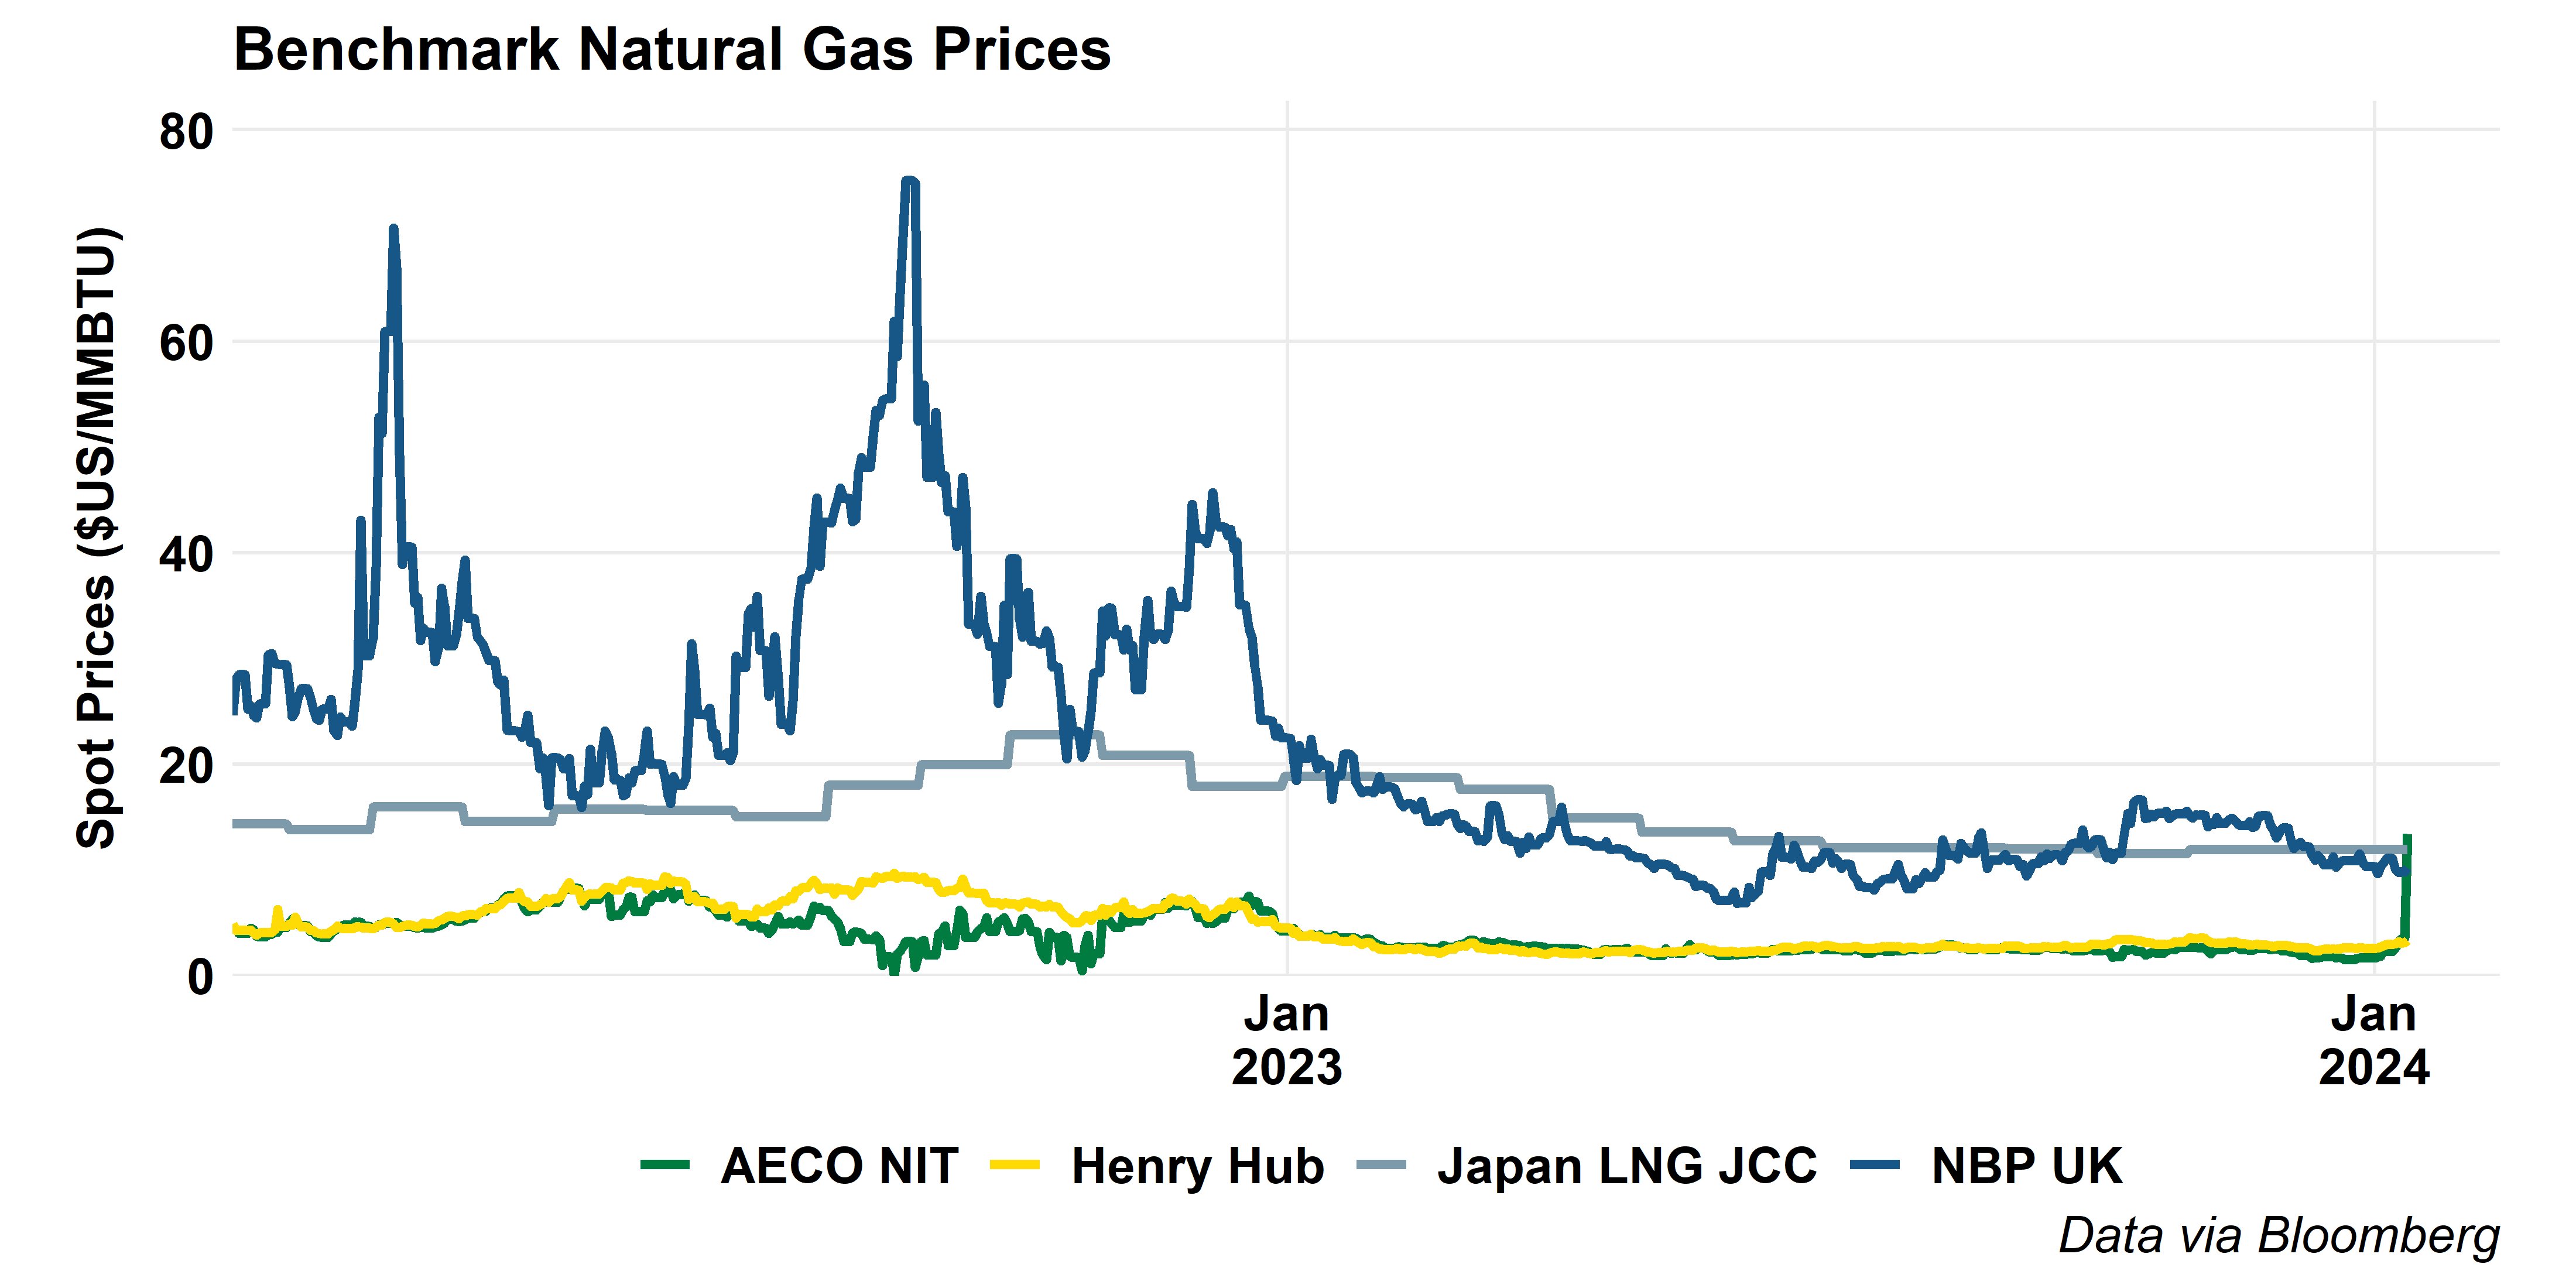 Benchmark Natural Gas Prices
Spot Prices ($US/MMBTU)
80
60
40
20
0
Jan
2023
Jan
2024
AECO NIT Henry Hub Japan LNG JCC NBP UK
Data via Bloomberg